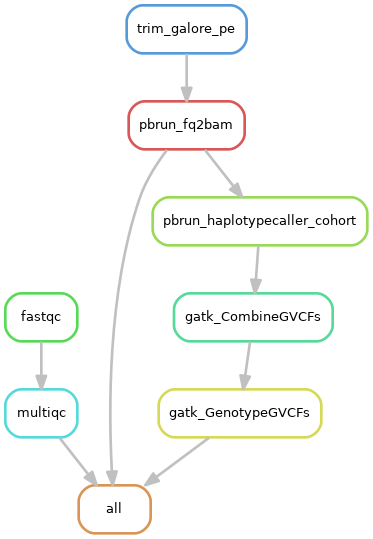 trim_galore_pe
pbrun_fq2bam
pbrun_haplotypecaller_cohort
fastqc
gatk_CombineGVCFs
multiqc
gatk_GenotypeGVCFs
all